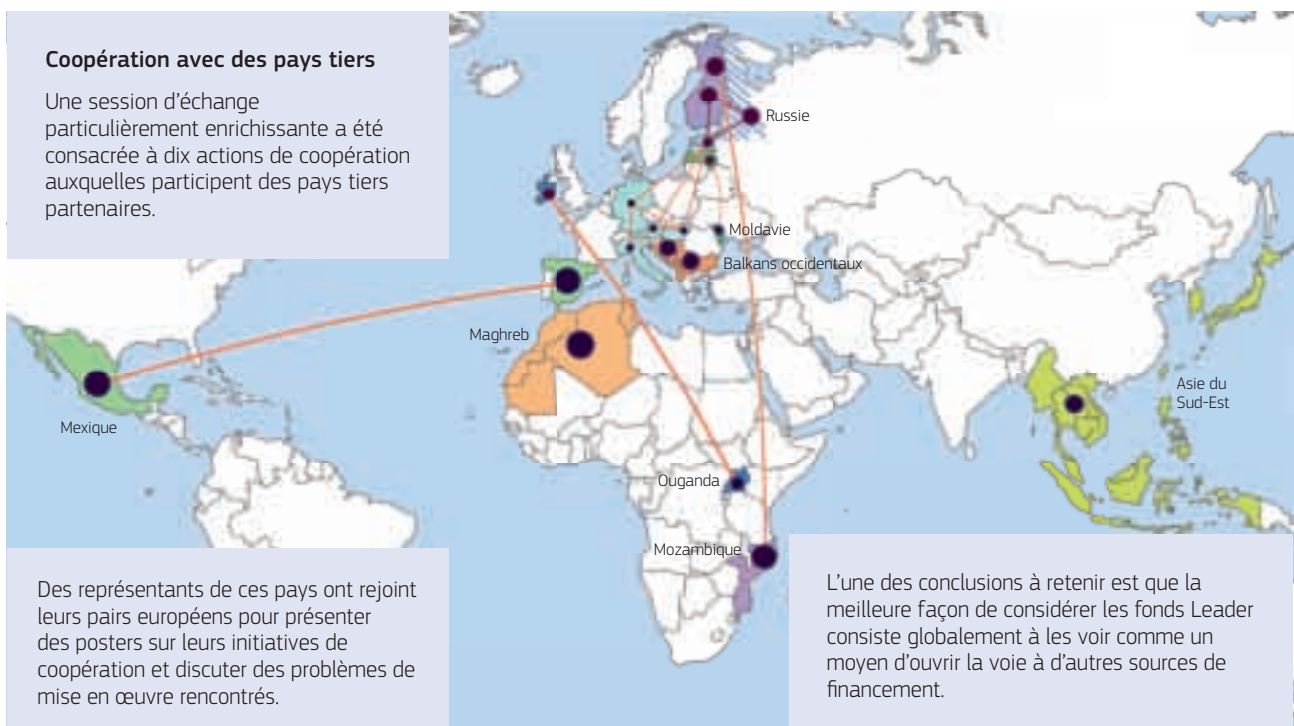 Coopération avec des pays tiers
Une session d’échange
particulièrement enrichissante a été
consacrée à dix actions de coopération
auxquelles participent des pays tiers
partenaires.
Russie
Moldavie
Balkans occidentaux
Maghreb
Asie du
Sud-Est
Mexique
Ouganda
Mozambique
Des représentants de ces pays ont rejoint
leurs pairs européens pour présenter
des posters sur leurs initiatives de
coopération et discuter des problèmes de
mise en œuvre rencontrés.
L’une des conclusions à retenir est que la
meilleure façon de considérer les fonds Leader
consiste globalement à les voir comme un
moyen d’ouvrir la voie à d’autres sources de
financement.